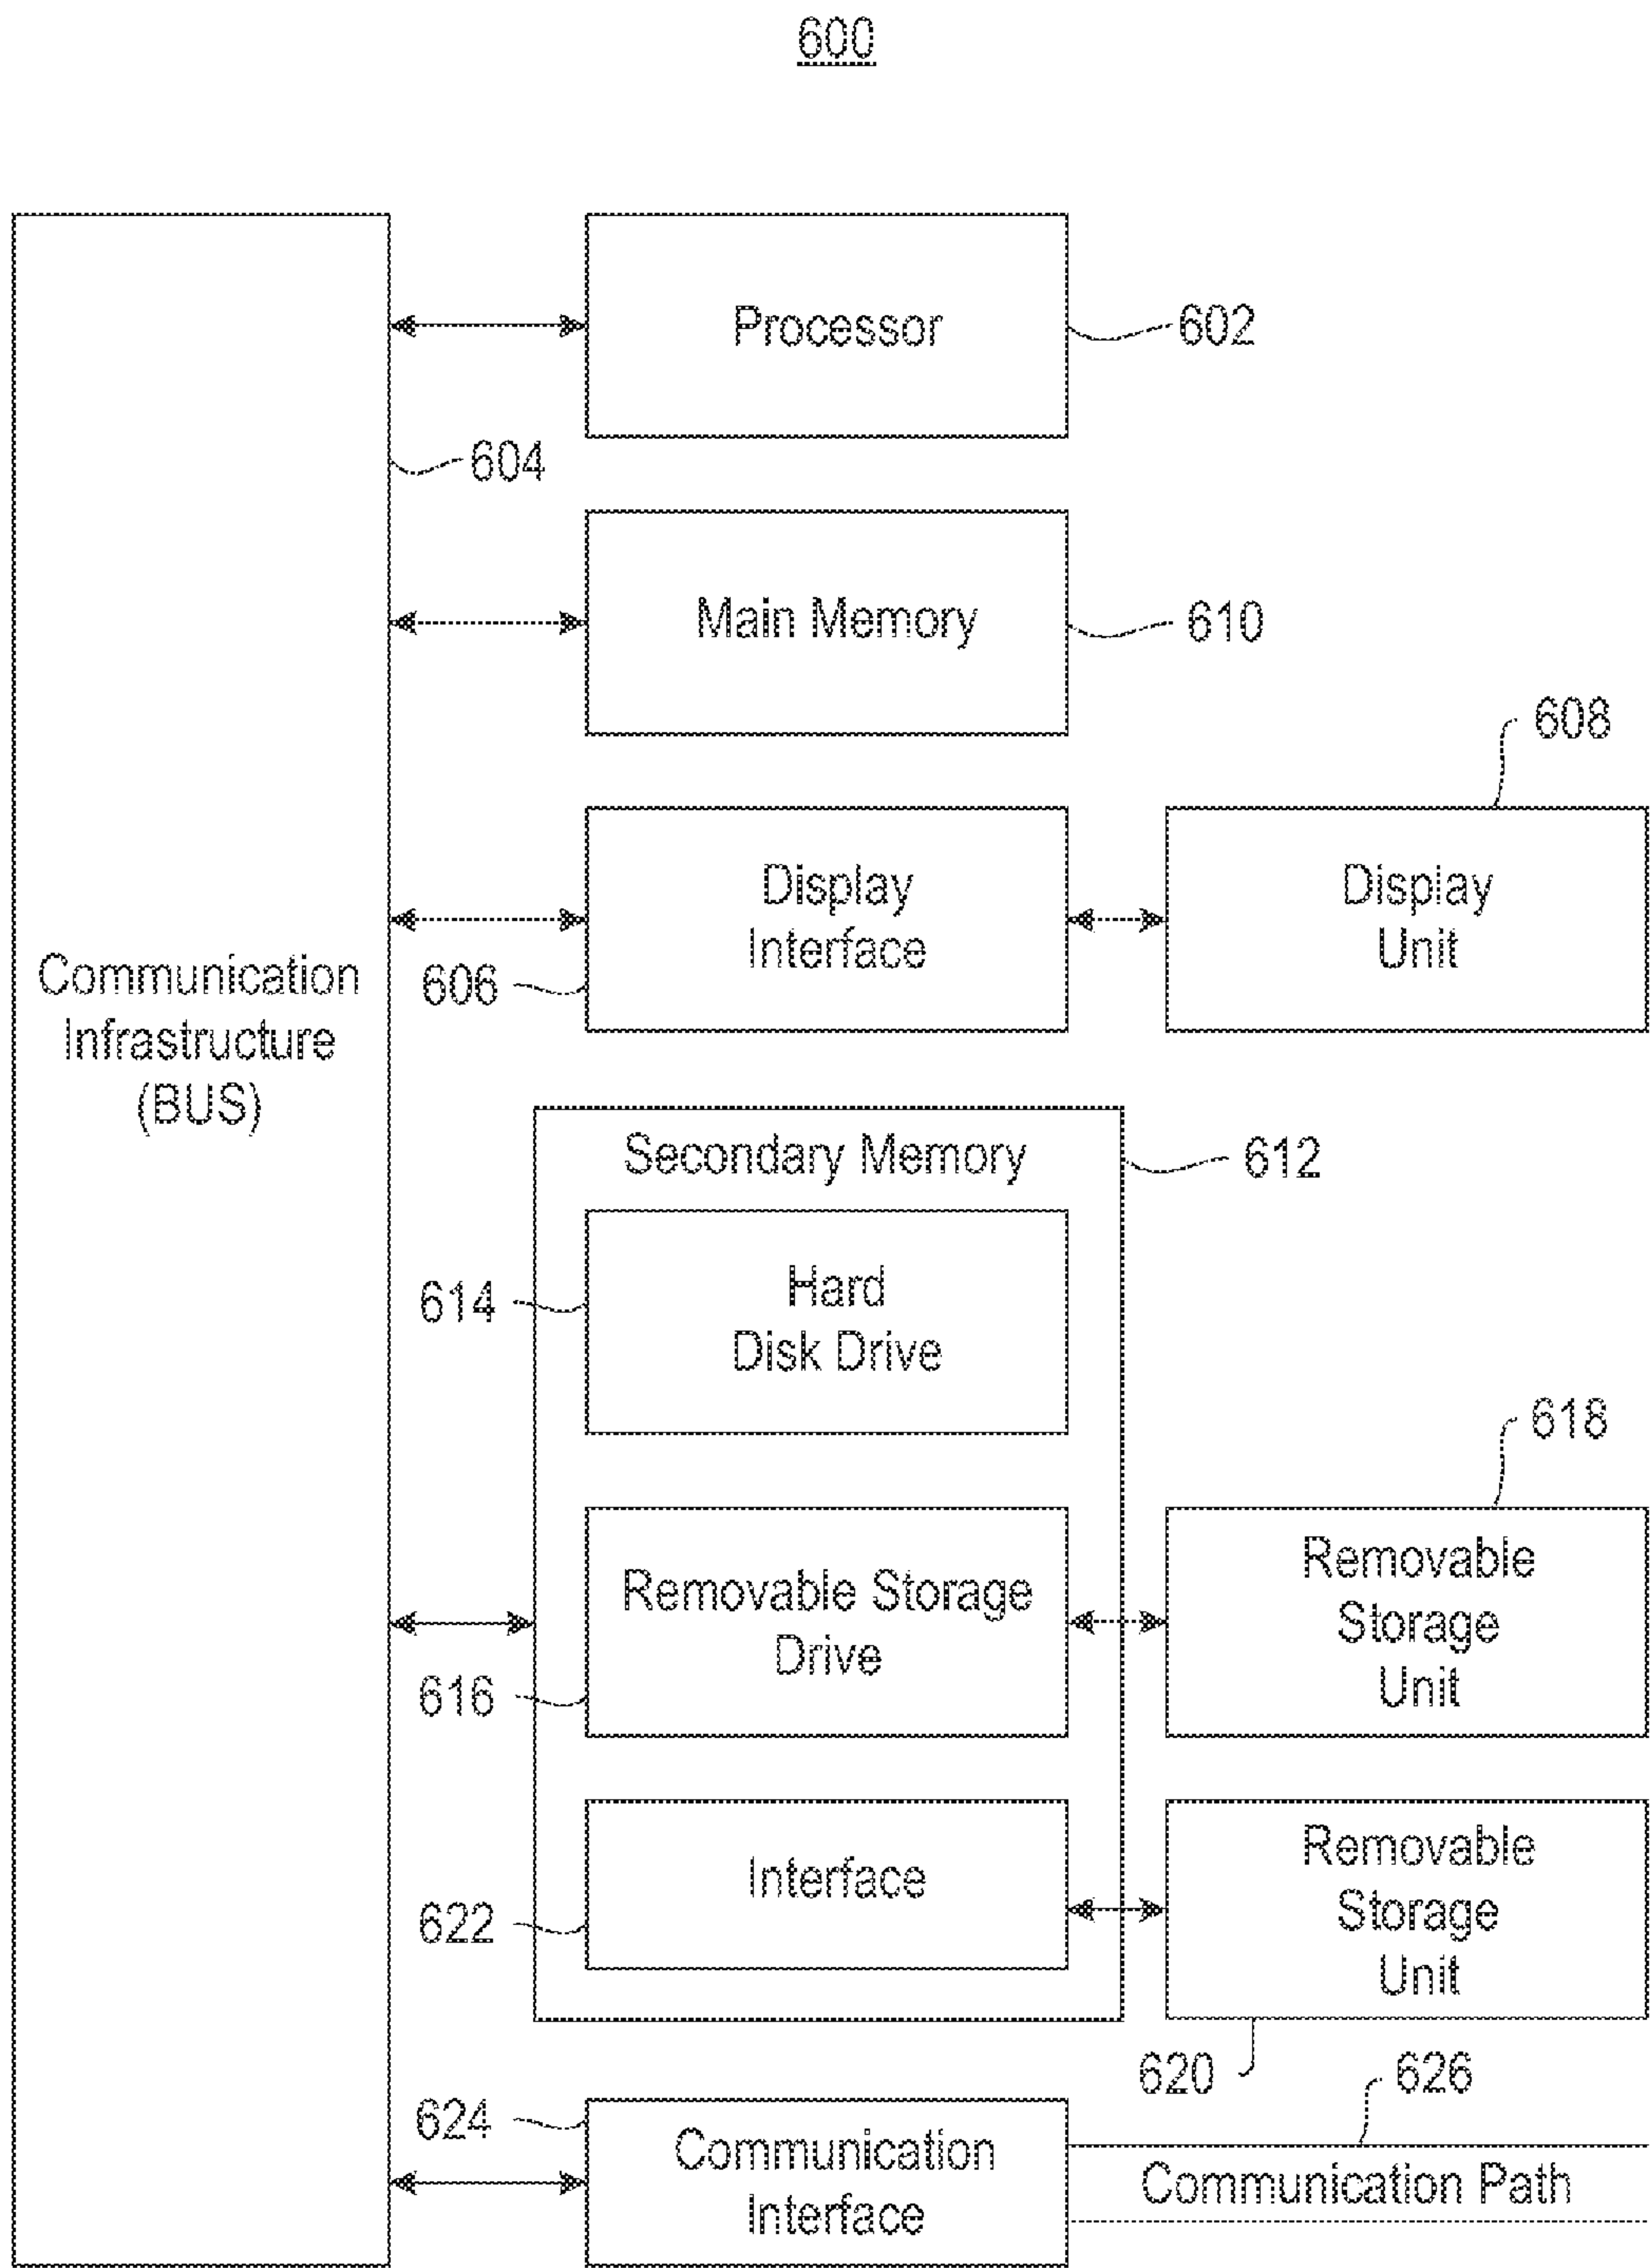 600
Processor
602
604
Main Memory
610
608
Display
Interface
Display
Unit
606
Communication
Infrastructure
(BUS)
Secondary Memory
612
614
Hard
Disk Drive
618
Removable Storage
Drive
Removable
Storage
Unit
616
Interface
622
Removable
Storage
Unit
620
626
624
Communication
Interface
Communication Path